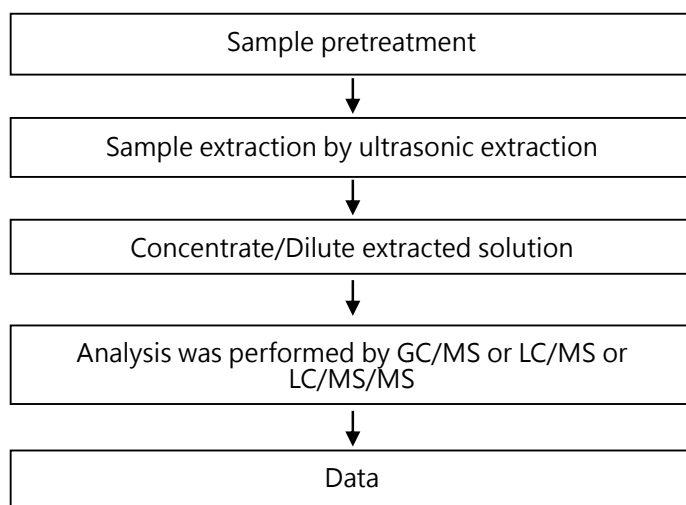 Sample pretreatment
Sample extraction by ultrasonic extraction
Concentrate/Dilute extracted solution
Analysis was performed by GC/MS or LC/MS or
LC/MS/MS
Data